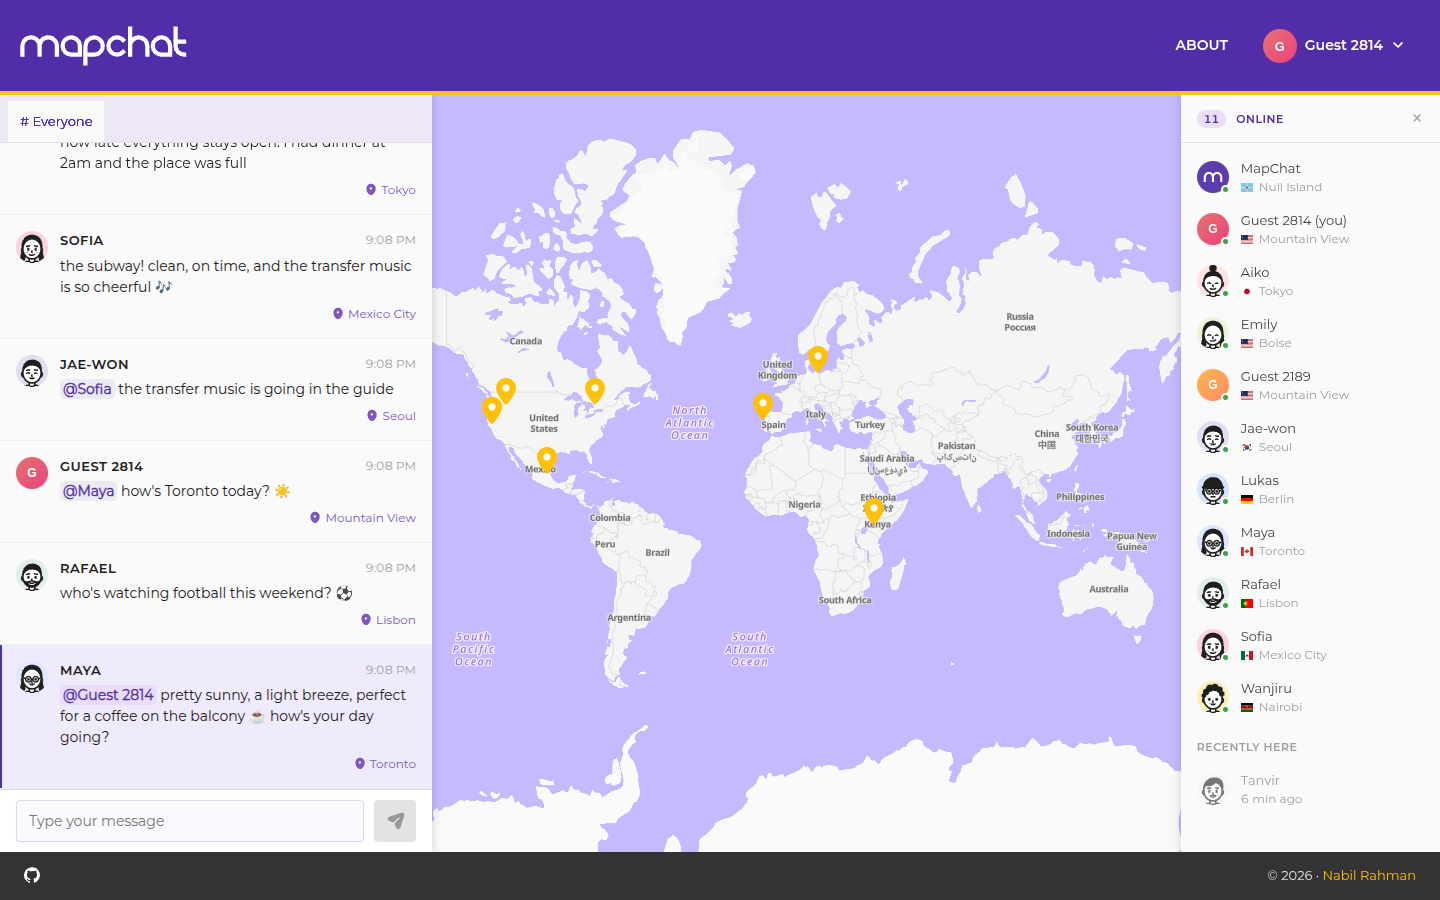 mapchat
ABOUT
G Guest 2814
# Everyone
how late everything stays open. i had dinner at
2am and the place was full
Tokyo
SOFIA 9:08 PM
the subway! clean, on time, and the transfer music
is so cheerful 🎶
Mexico City
JAE-WON 9:08 PM
@Sofia the transfer music is going in the guide
Seoul
G GUEST 2814 9:08 PM
@Maya how's Toronto today? ☀️
Mountain View
RAFAEL 9:08 PM
who's watching football this weekend? ⚽
Lisbon
MAYA 9:08 PM
@Guest 2814 pretty sunny, a light breeze, perfect
for a coffee on the balcony ☕ how's your day
going?
Toronto
Type your message
Canada
United
States
Mexico
North
Atlantic
Ocean
United
Kingdom
Spain
Italy
Turkey
Russia
Россия
China
中国
South Korea
대한민국
Pakistan
پاکستان
Saudi Arabia
السعودية
Ethiopia
Kenya
Nigeria
Philippines
Indonesia
Papua New
Guinea
Australia
South Africa
Colombia
Peru
Brazil
Argentina
South
Pacific
Ocean
South
Atlantic
Ocean
11 ONLINE ×
MapChat
Null Island
G Guest 2814 (you)
Mountain View
Aiko
Tokyo
Emily
Boise
G Guest 2189
Mountain View
Jae-won
Seoul
Lukas
Berlin
Maya
Toronto
Rafael
Lisbon
Sofia
Mexico City
Wanjiru
Nairobi
RECENTLY HERE
Tanvir
6 min ago
© 2026 · Nabil Rahman